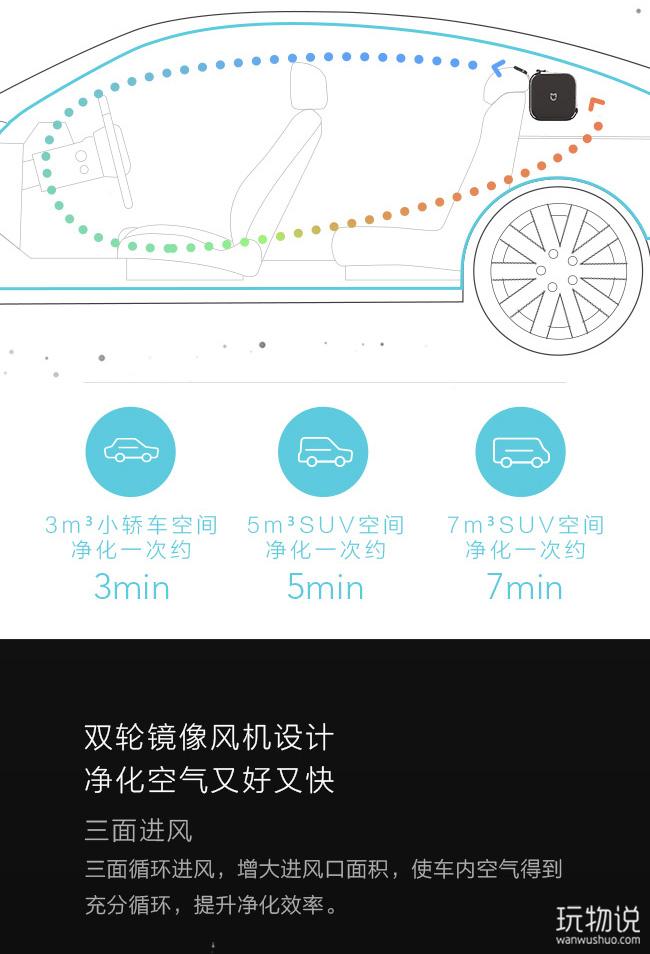 3m³小轿车空间 5m³SUV空间 7m³SUV空间
净化一次约 净化一次约 净化一次约
3min 5min 7min
双轮镜像风机设计
净化空气又好又快
三面进风
三面循环进风，增大进风口面积，使车内空气得到
充分循环，提升净化效率。
玩物说
wanwushuo.com